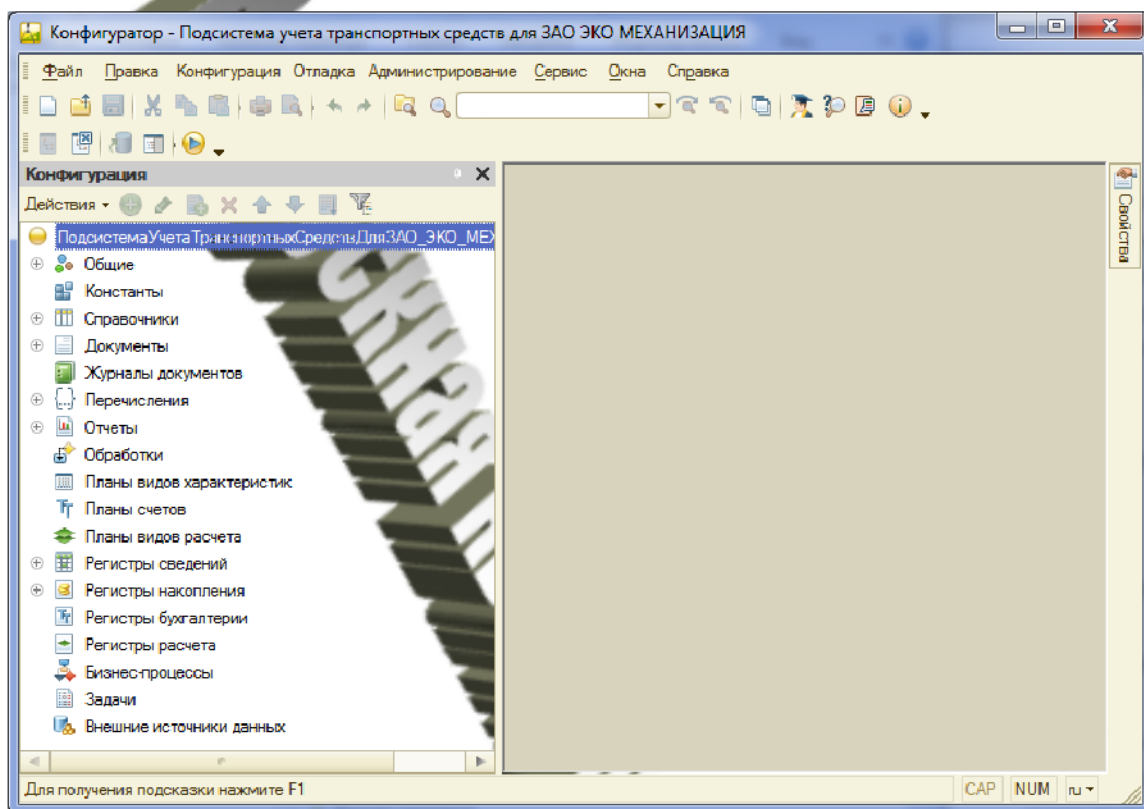 Конфигуратор - Подсистема учета транспортных средств для ЗАО ЭКО МЕХАНИЗАЦИЯ
Файл Правка Конфигурация Отладка Администрирование Сервис Окна Справка
Конфигурация
Действия
ПодсистемаУчетаТранспортныхСредствДляЗАО_ЭКО_МЕХ
Общие
Константы
Справочники
Документы
Журналы документов
Перечисления
Отчеты
Обработки
Планы видов характеристик
Планы счетов
Планы видов расчета
Регистры сведений
Регистры накопления
Регистры бухгалтерии
Регистры расчета
Бизнес-процессы
Задачи
Внешние источники данных
Свойства
Для получения подсказки нажмите F1
CAP NUM ru